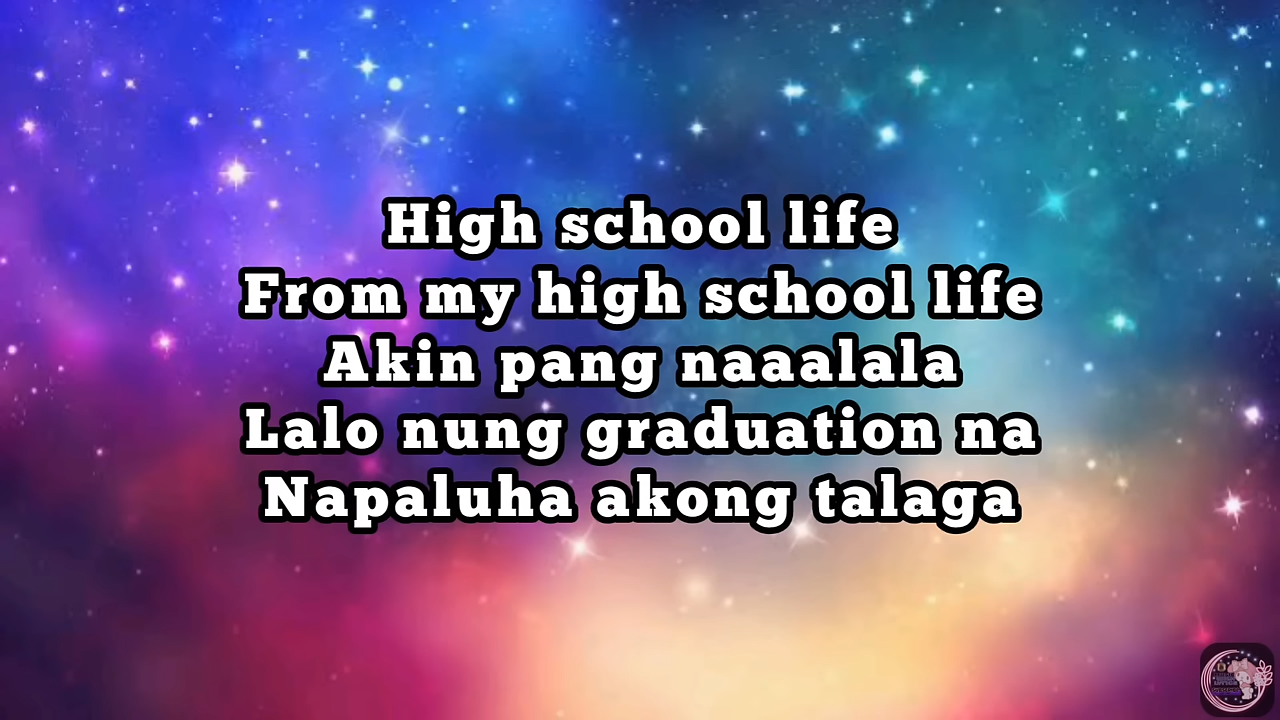 High school life
From my high school life
Akin pang naaalala
Lalo nung graduation na
Napaluha akong talaga